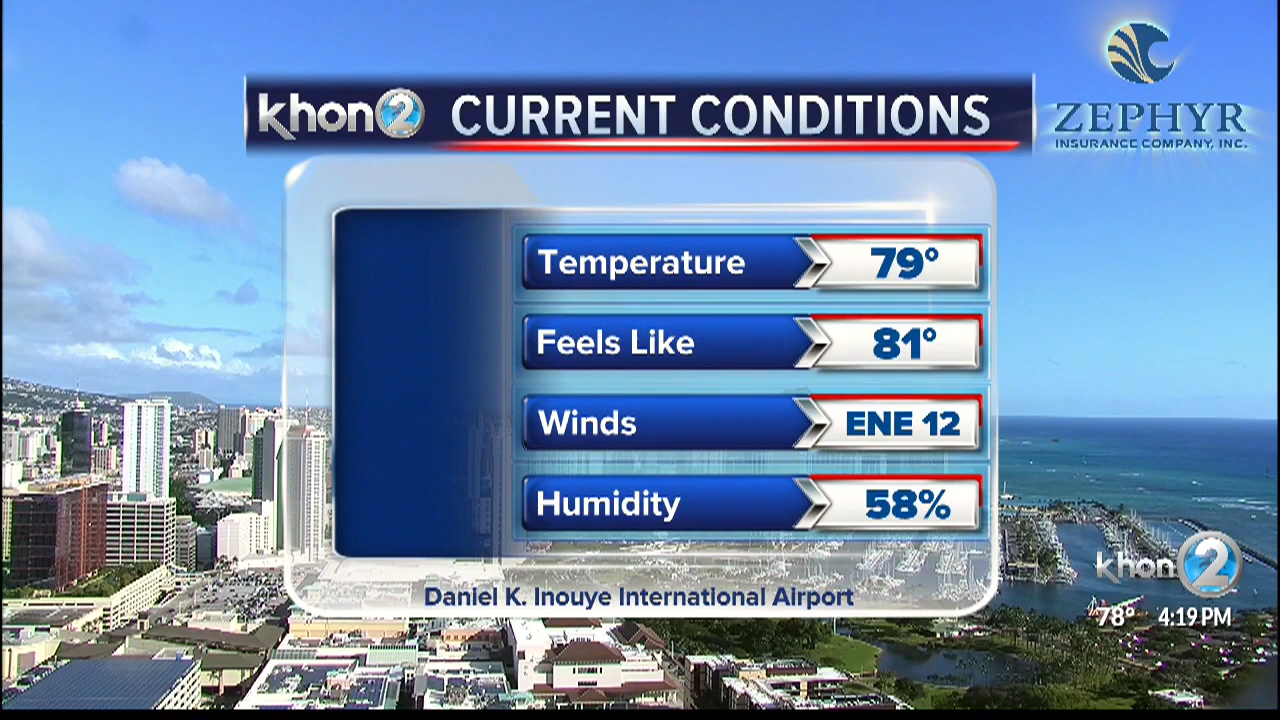 khon2 CURRENT CONDITIONS
ZEPHYR
INSURANCE COMPANY, INC.
Temperature 79°
Feels Like 81°
Winds ENE 12
Humidity 58%
Daniel K. Inouye International Airport
khon2
78° 4:19 PM